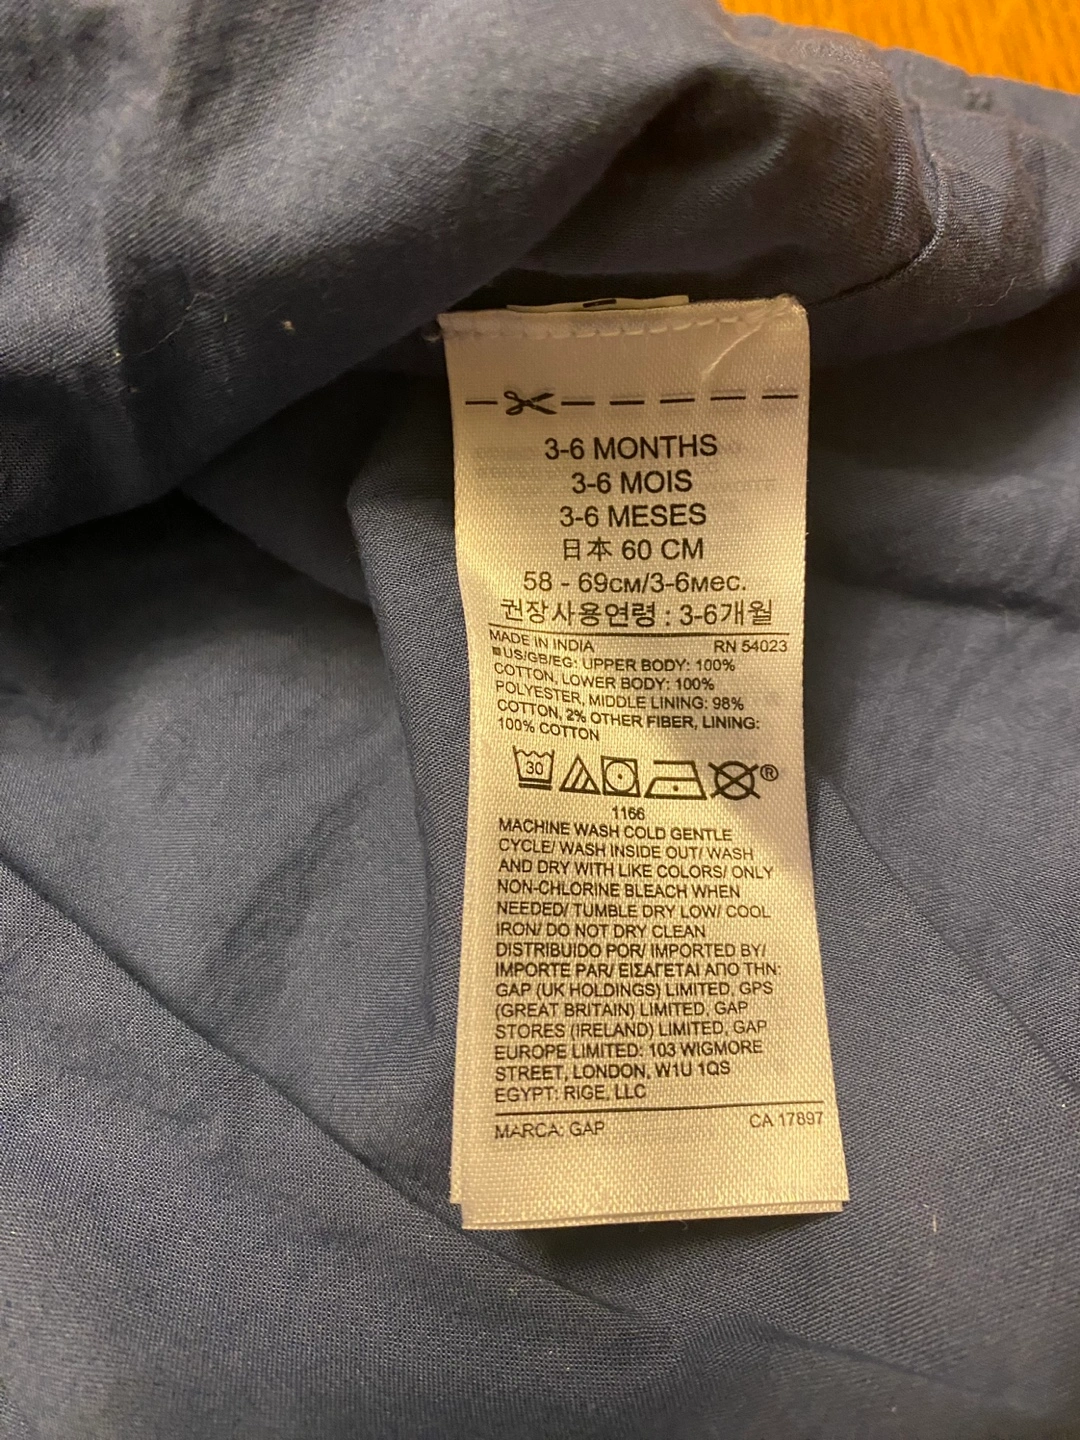 3-6 MONTHS
3-6 MOIS
3-6 MESES
日本 60 CM
58 - 69см/3-6мес.
권장사용연령 : 3-6개월
MADE IN INDIA RN 54023
US/GB/EG: UPPER BODY: 100%
COTTON, LOWER BODY: 100%
POLYESTER, MIDDLE LINING: 98%
COTTON, 2% OTHER FIBER, LINING:
100% COTTON
30 ®
1166
MACHINE WASH COLD GENTLE
CYCLE/ WASH INSIDE OUT/ WASH
AND DRY WITH LIKE COLORS/ ONLY
NON-CHLORINE BLEACH WHEN
NEEDED/ TUMBLE DRY LOW/ COOL
IRON/ DO NOT DRY CLEAN
DISTRIBUIDO POR/ IMPORTED BY/
IMPORTE PAR/ ΕΙΣΑΓΕΤΑΙ ΑΠΟ ΤΗΝ:
GAP (UK HOLDINGS) LIMITED, GPS
(GREAT BRITAIN) LIMITED, GAP
STORES (IRELAND) LIMITED, GAP
EUROPE LIMITED: 103 WIGMORE
STREET, LONDON, W1U 1QS
EGYPT: RIGE, LLC
MARCA: GAP CA 17897